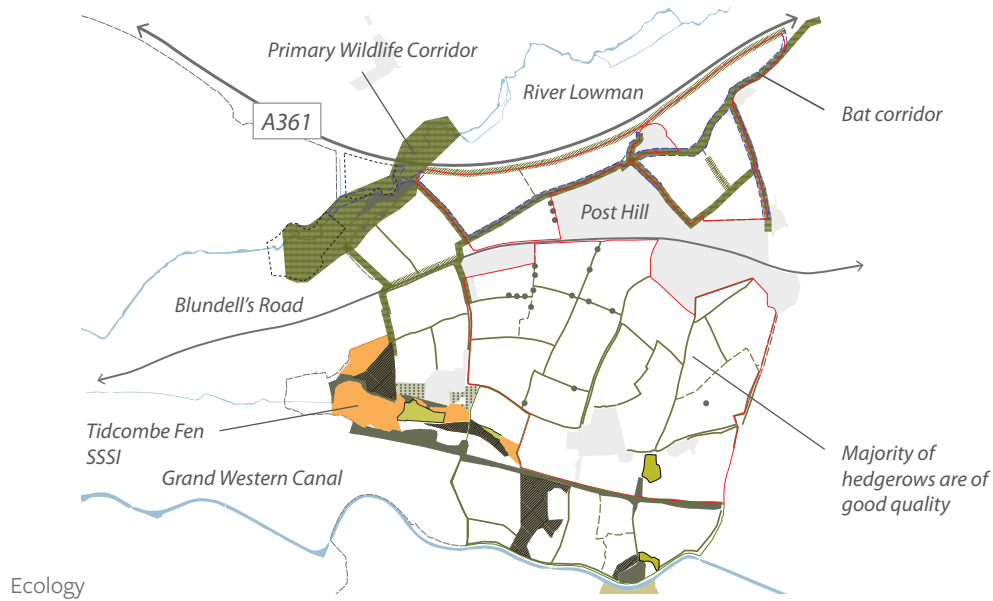 Primary Wildlife Corridor
River Lowman
A361
Bat corridor
Post Hill
Blundell's Road
Tidcombe Fen
SSSI
Grand Western Canal
Majority of
hedgerows are of
good quality
Ecology